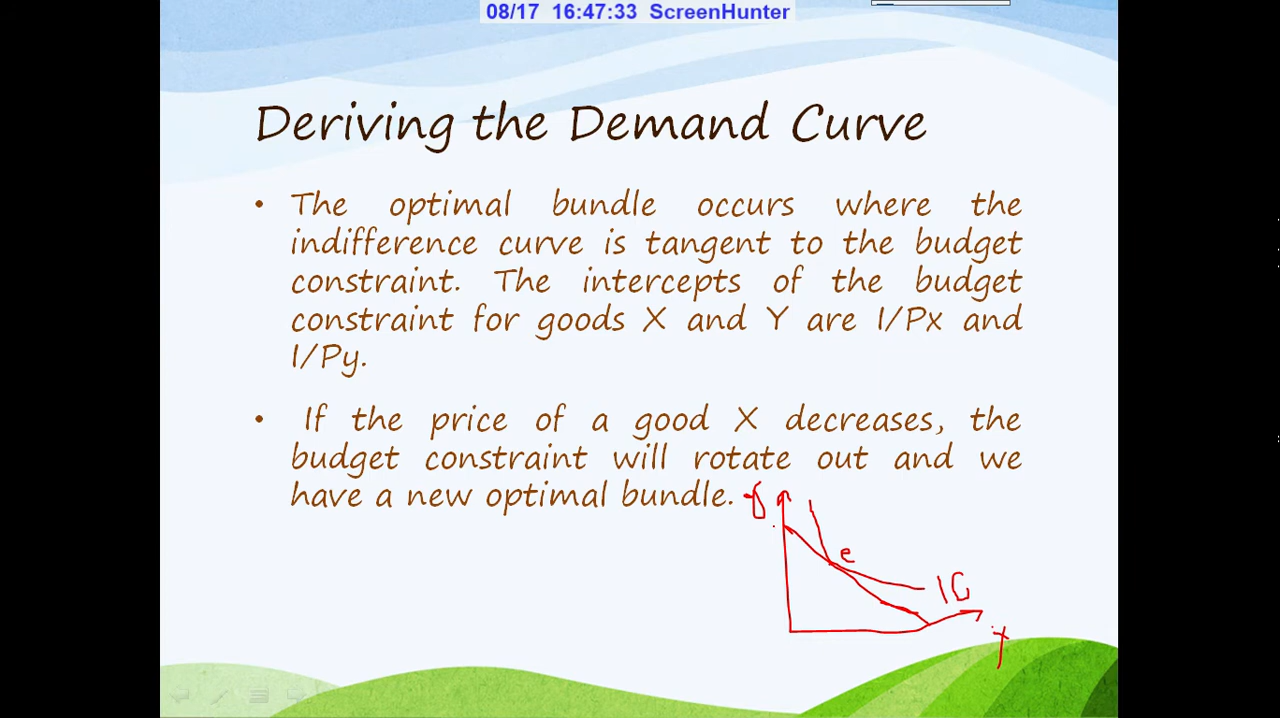 08/17 16:47:33 ScreenHunter
Deriving the Demand Curve
• The optimal bundle occurs where the
indifference curve is tangent to the budget
constraint. The intercepts of the budget
constraint for goods X and Y are I/Px and
I/Py.
• If the price of a good X decreases, the
budget constraint will rotate out and we
have a new optimal bundle.
e